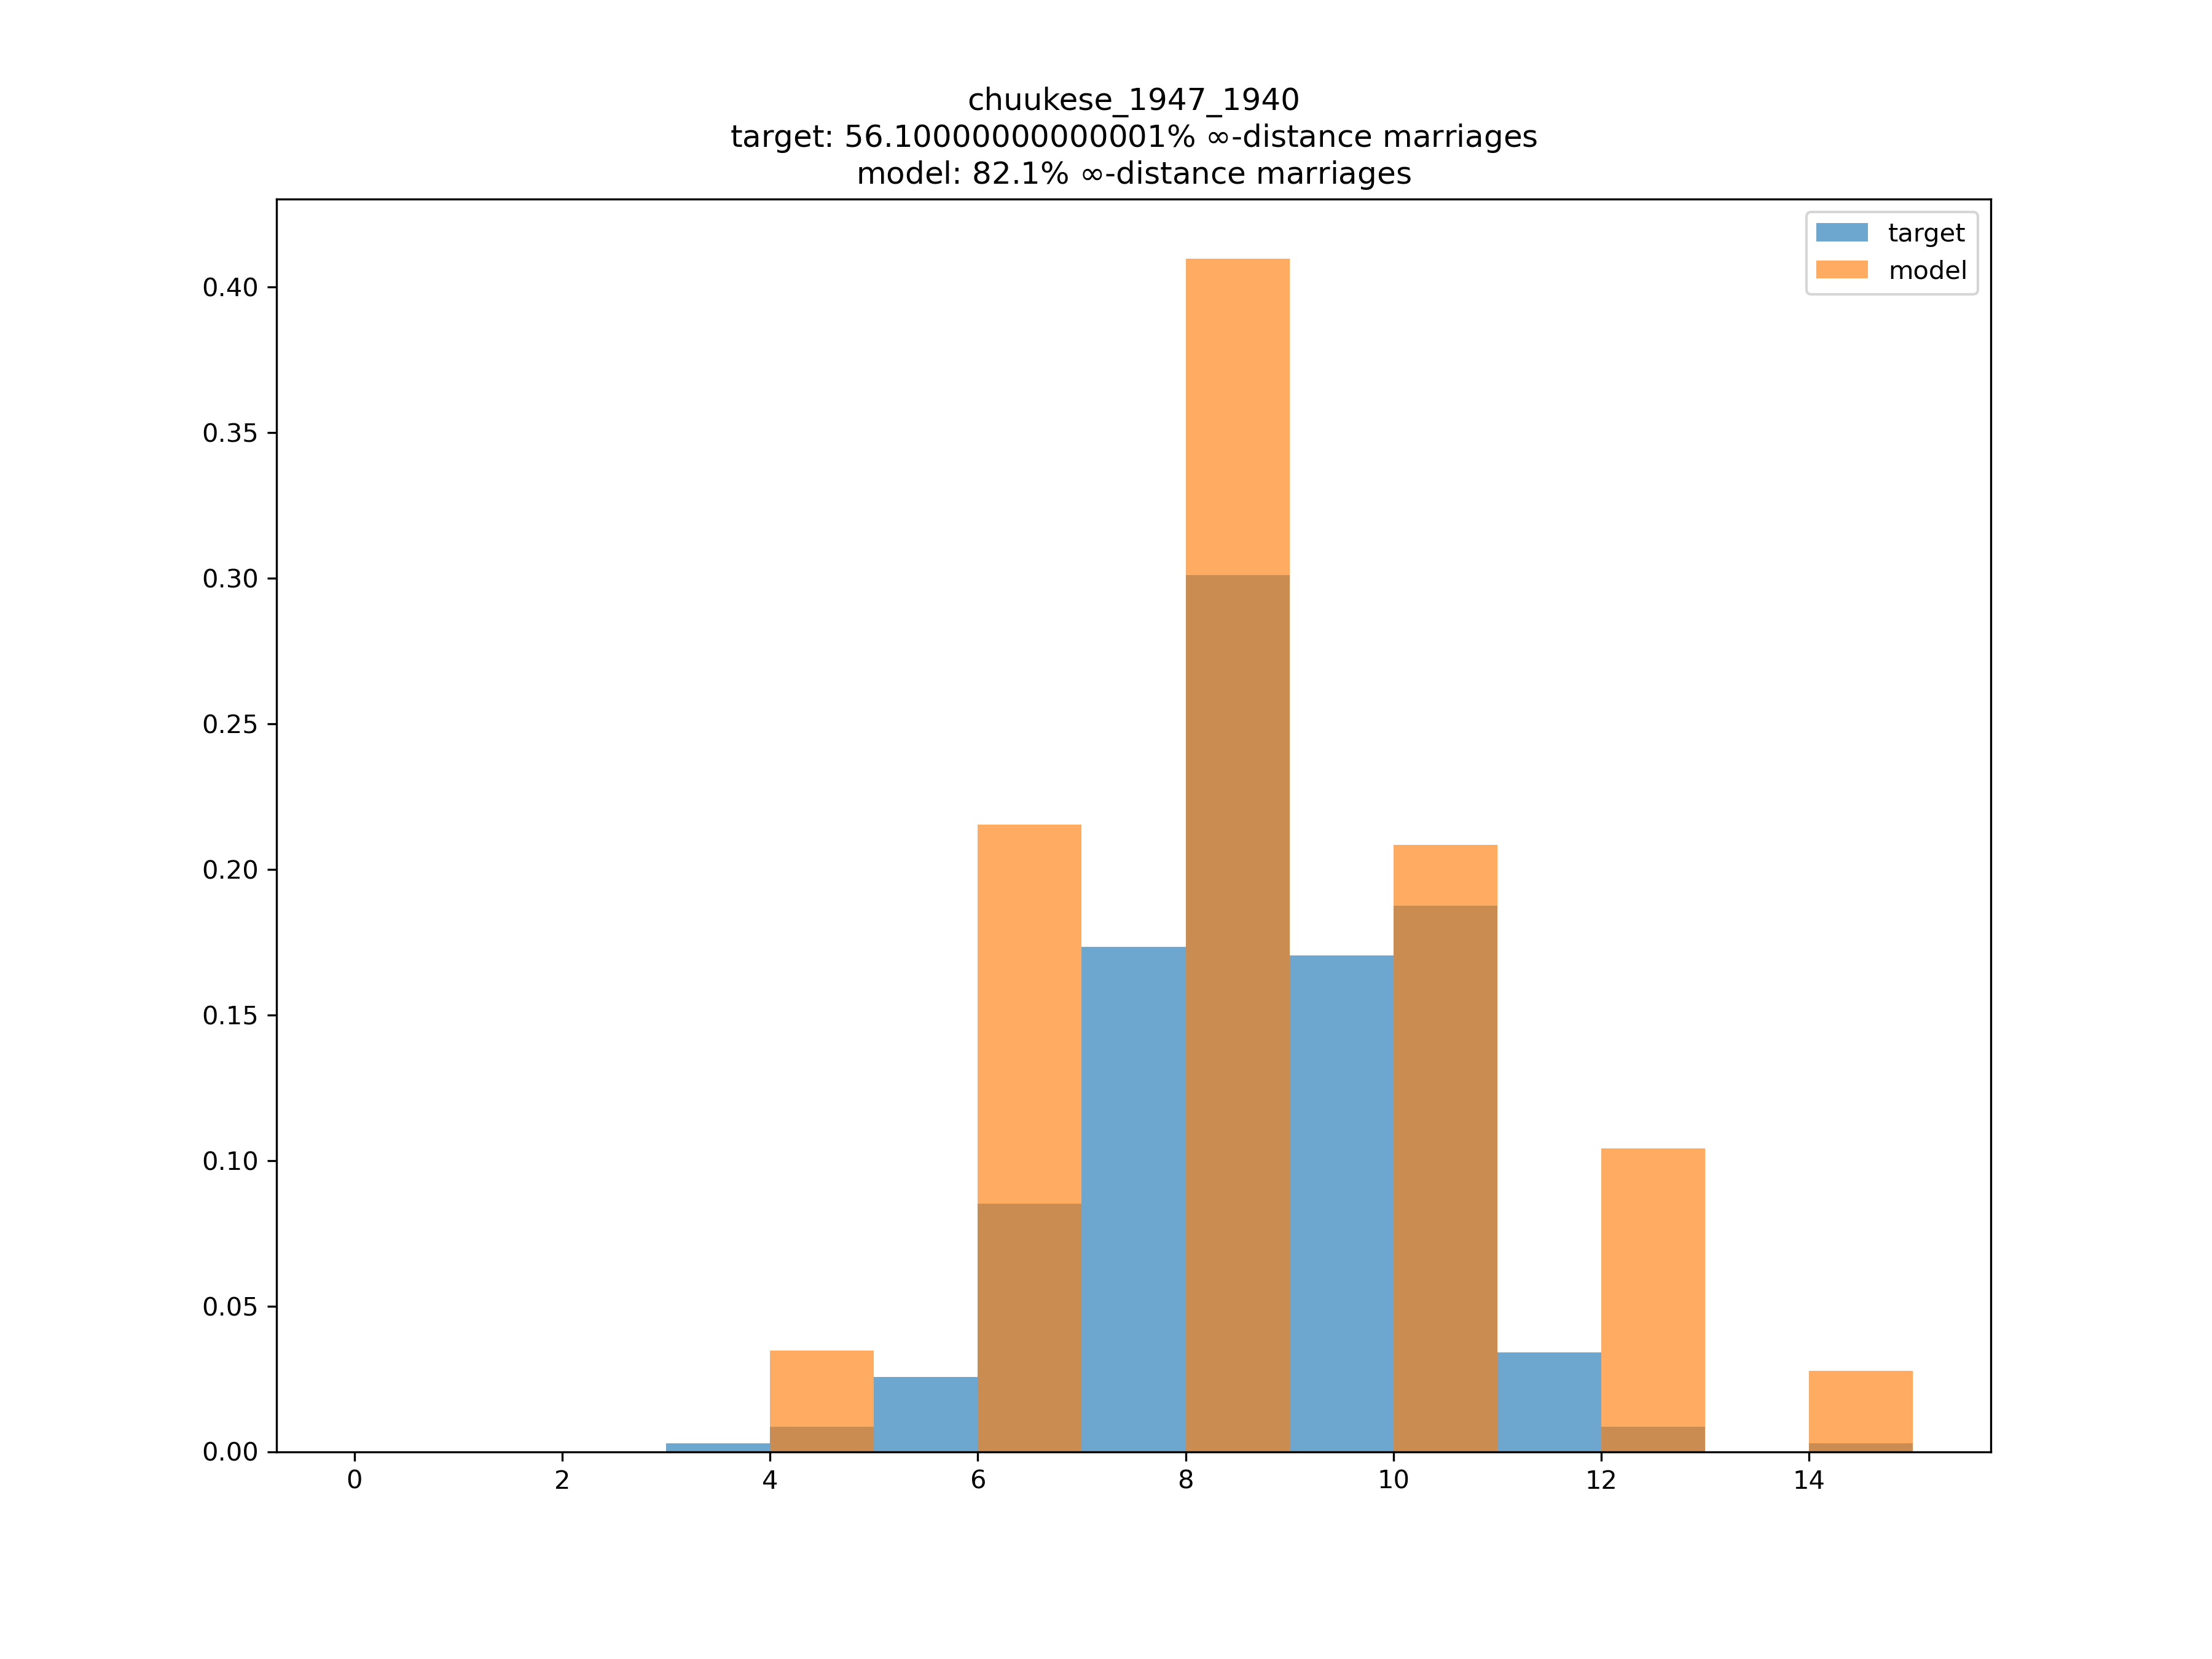 chuukese_1947_1940
target: 56.10000000000001% ∞-distance marriages
model: 82.1% ∞-distance marriages
target
model
0.40
0.35
0.30
0.25
0.20
0.15
0.10
0.05
0.00
0 2 4 6 8 10 12 14